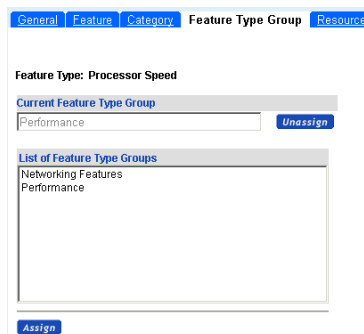 General Feature Category Feature Type Group Resource
Feature Type: Processor Speed
Current Feature Type Group
Performance Unassign
List of Feature Type Groups
Networking Features
Performance
Assign